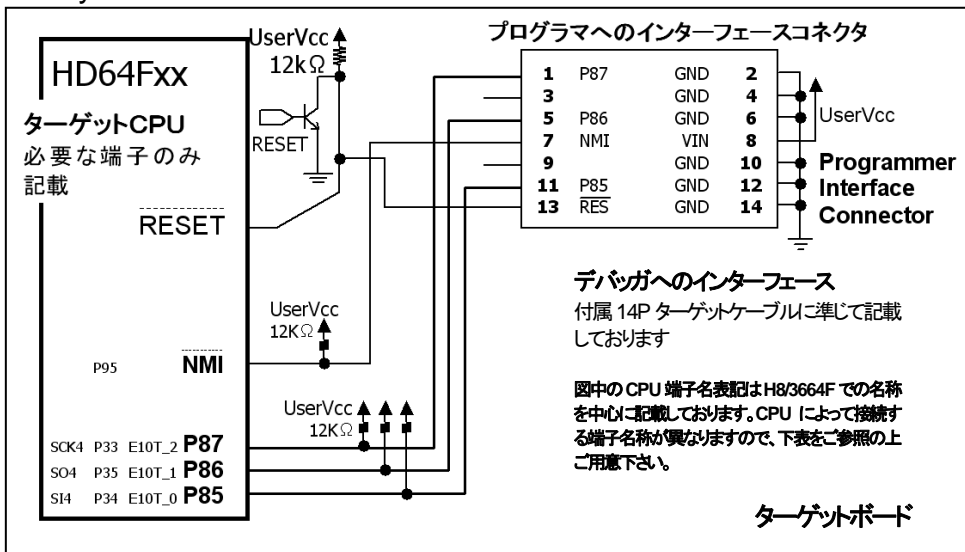 UserVcc
12kΩ
HD64Fxx
ターゲットCPU
必要な端子のみ
記載
RESET
RESET
UserVcc
12KΩ
P95 NMI
UserVcc
12KΩ
SCK4 P33 E10T_2 P87
SO4 P35 E10T_1 P86
SI4 P34 E10T_0 P85
プログラマへのインターフェースコネクタ
1 P87 GND 2
3 GND 4
5 P86 GND 6
7 NMI VIN 8
9 GND 10
11 P85 GND 12
13 RES GND 14
UserVcc
Programmer
Interface
Connector
デバッガへのインターフェース
付属 14P ターゲットケーブルに準じて記載
しております
図中の CPU 端子名表記は H8/3664F での名称
を中心に記載しております。CPU によって接続す
る端子名称が異なりますので、下表をご参照の上
ご用意下さい。
ターゲットボード